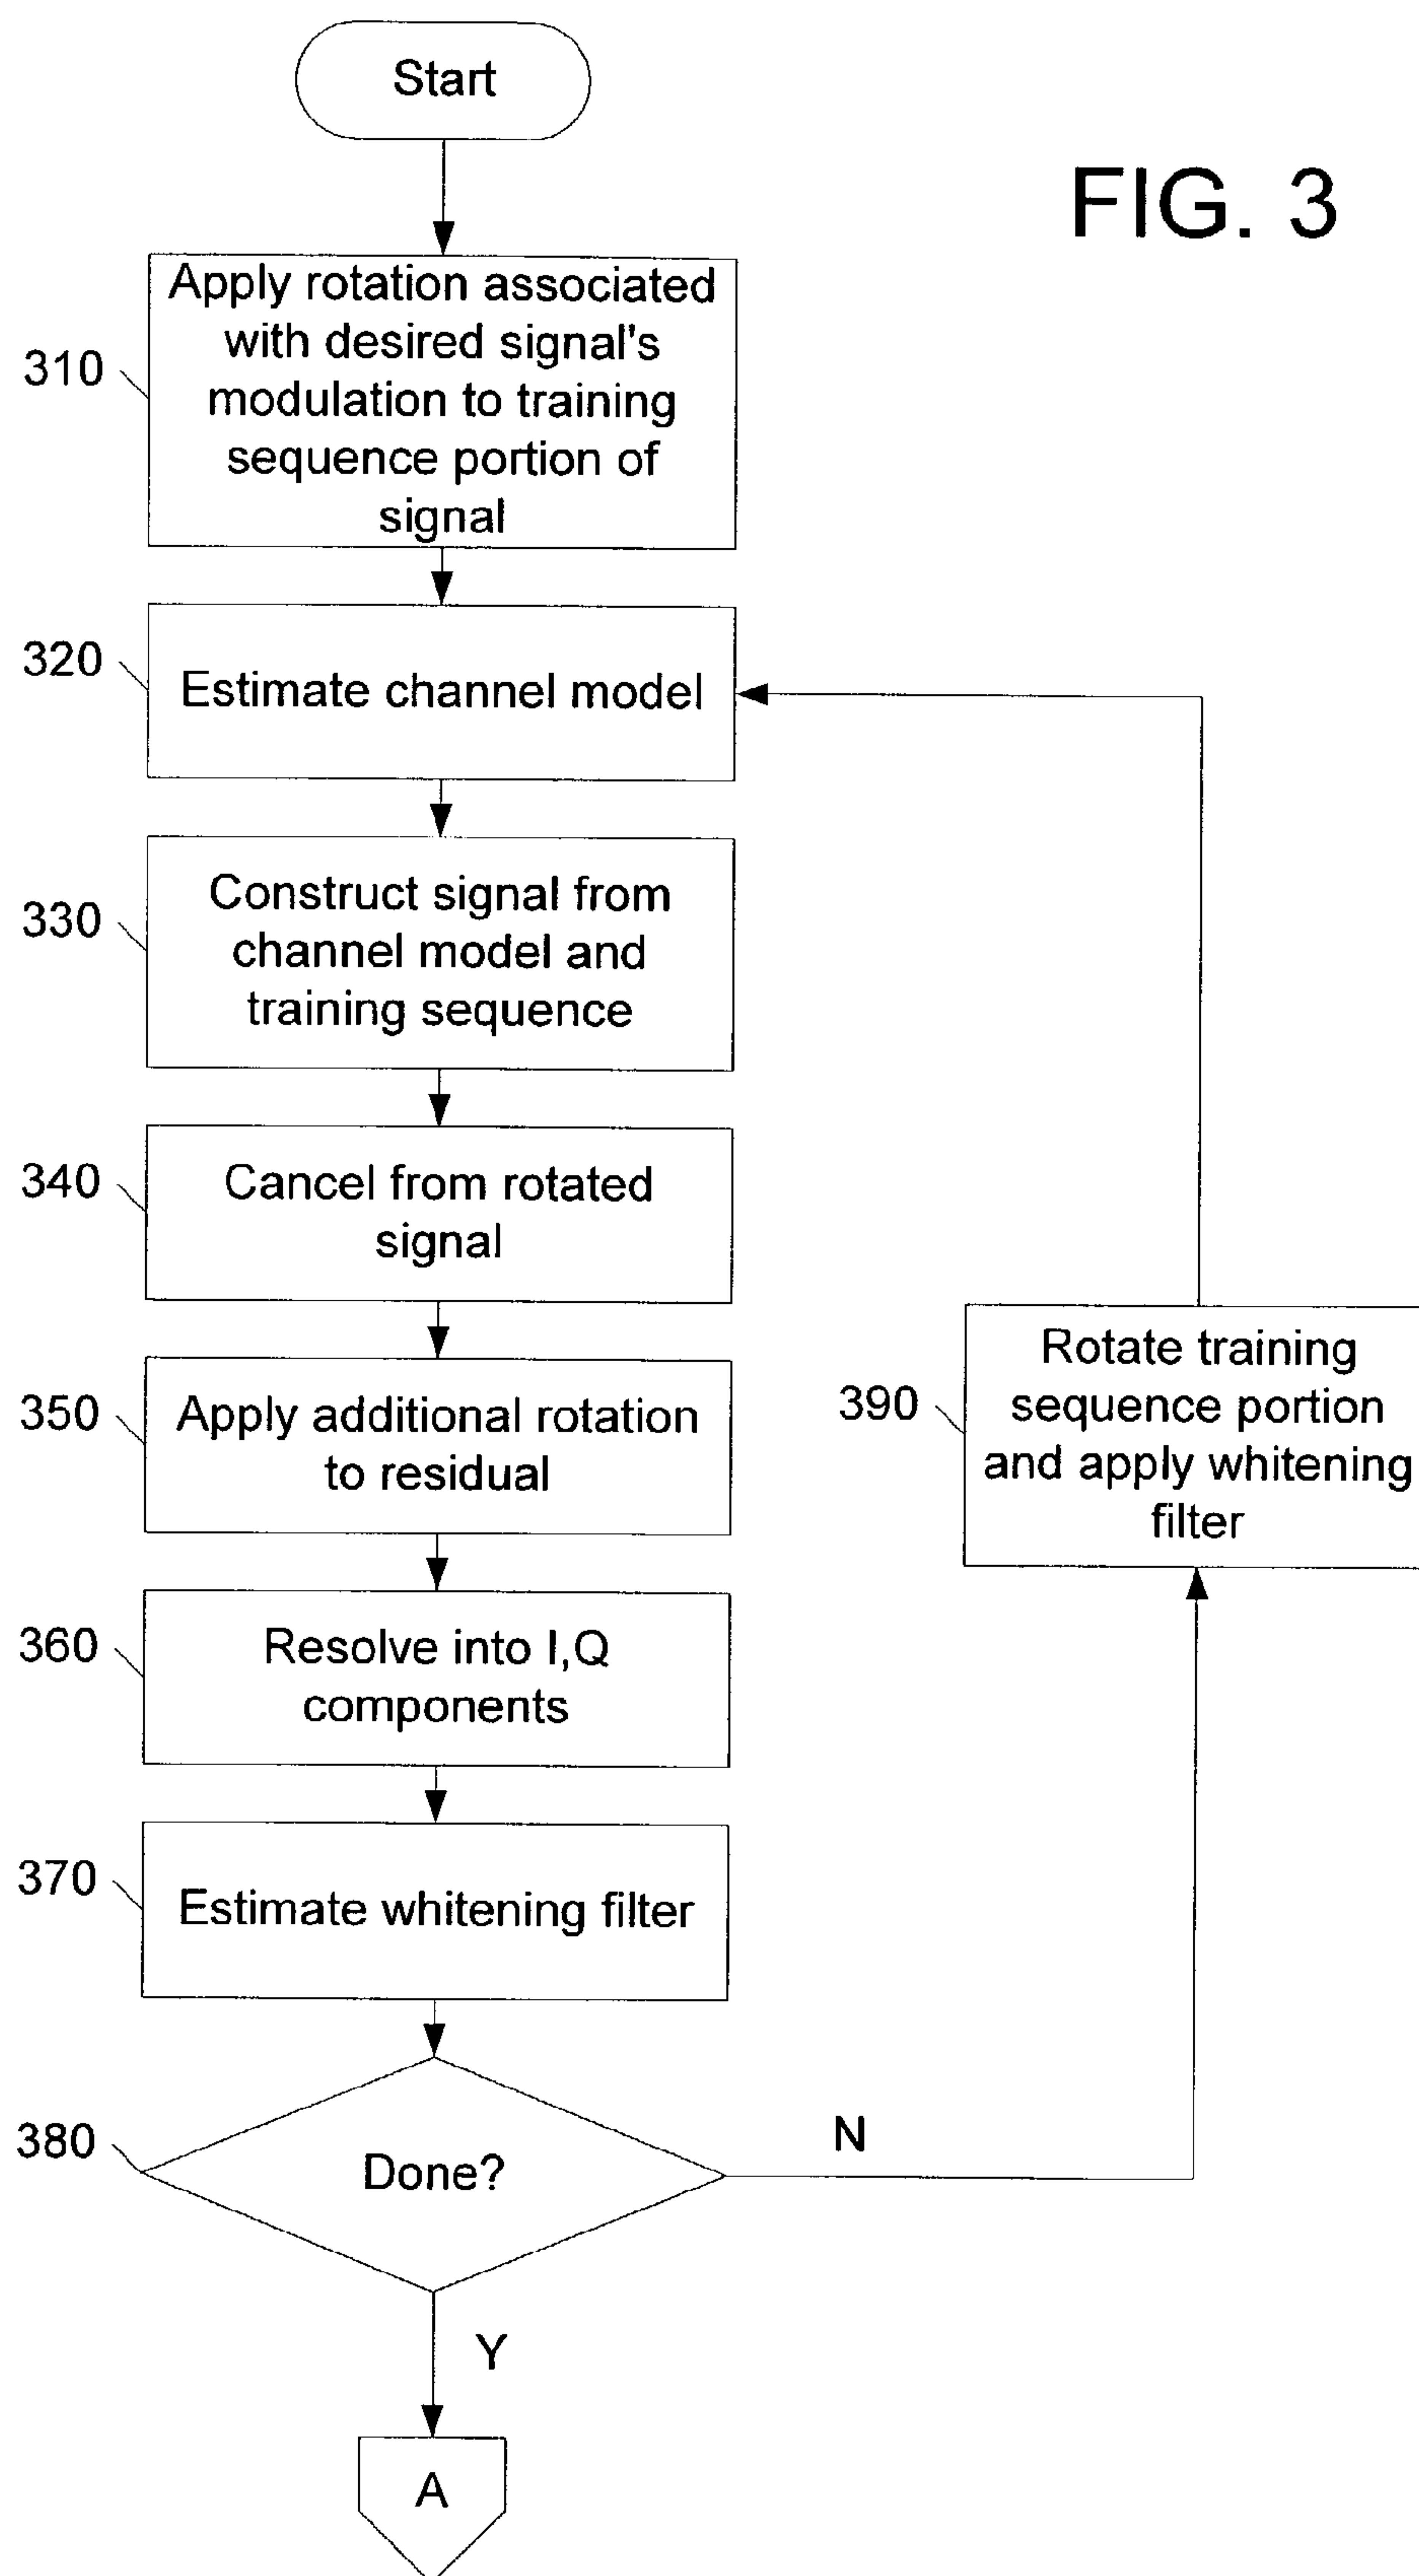 Start
FIG. 3
310
Apply rotation associated
with desired signal's
modulation to training
sequence portion of
signal
320
Estimate channel model
330
Construct signal from
channel model and
training sequence
340
Cancel from rotated
signal
350
Apply additional rotation
to residual
390
Rotate training
sequence portion
and apply whitening
filter
360
Resolve into I,Q
components
370
Estimate whitening filter
380
Done?
N
Y
A